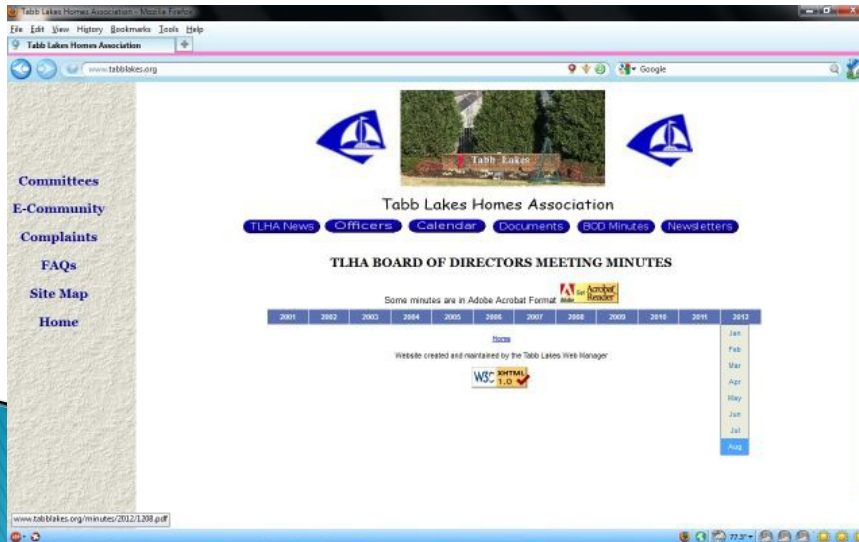 Tabb Lakes Homes Association - Mozilla Firefox
File Edit View History Bookmarks Tools Help
Tabb Lakes Homes Association
www.tabblakes.org
Google
Tabb Lakes
Committees
E-Community
Complaints
FAQs
Site Map
Home
Tabb Lakes Homes Association
TLHA News Officers Calendar Documents BOD Minutes Newsletters
TLHA BOARD OF DIRECTORS MEETING MINUTES
Some minutes are in Adobe Acrobat Format Adobe Get Acrobat Reader
2001 2002 2003 2004 2005 2006 2007 2008 2009 2010 2011 2012
Jan
Feb
Mar
Apr
May
Jun
Jul
Aug
Home
Website created and maintained by the Tabb Lakes Web Manager
W3C XHTML 1.0
www.tabblakes.org/minutes/2012/1208.pdf
77.5°